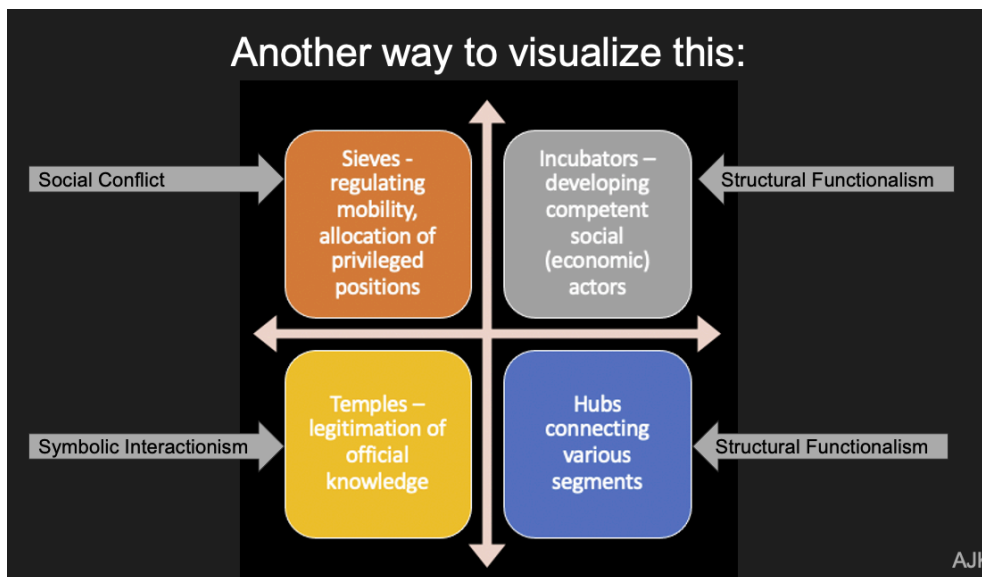 Another way to visualize this:
Social Conflict
Sieves -
regulating
mobility,
allocation of
privileged
positions
Incubators –
developing
competent
social
(economic)
actors
Structural Functionalism
Symbolic Interactionism
Temples –
legitimation of
official
knowledge
Hubs
connecting
various
segments
Structural Functionalism